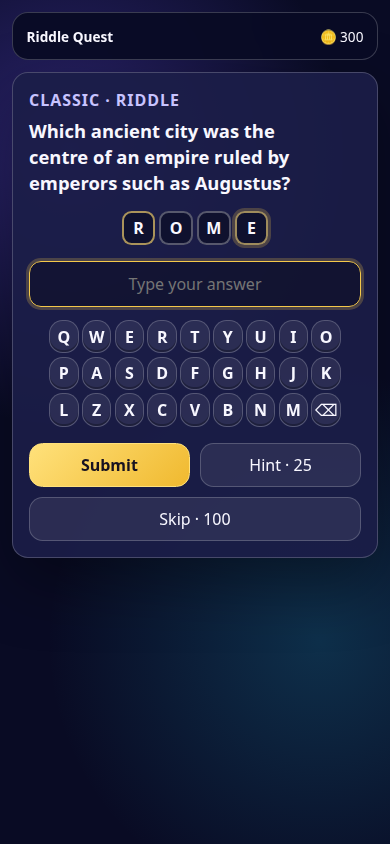 Riddle Quest
🪙 300
CLASSIC · RIDDLE
Which ancient city was the
centre of an empire ruled by
emperors such as Augustus?
R O M E
Type your answer
Q W E R T Y U I O
P A S D F G H J K
L Z X C V B N M ⌫
Submit
Hint · 25
Skip · 100